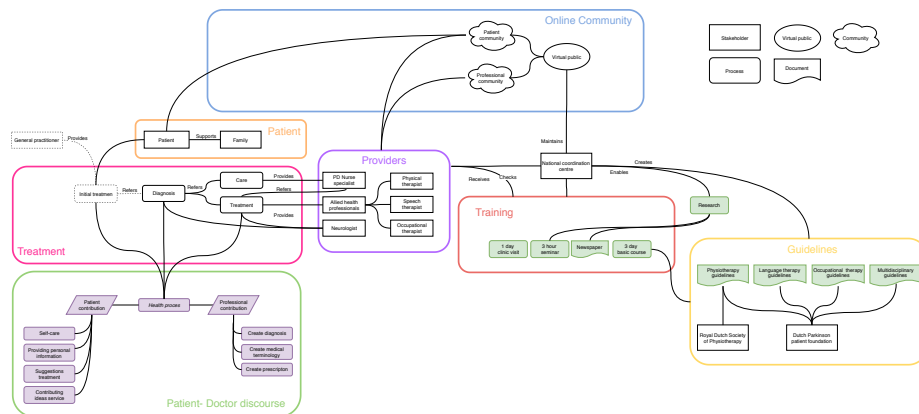 Online Community
Patient
community
Virtual public
Professional
community
Stakeholder
Virtual public
Community
Process
Document
General practitioner
Provides
Patient
Supports
Family
Patient
Maintains
Providers
National coordination
centre
Creates
Enables
Checks
Receives
Initial treatmen
Refers
Diagnosis
Refers
Care
Provides
Refers
Treatment
Provides
Treatment
PD Nurse
specialist
Allied health
professionals
Neurologist
Physical
therapist
Speech
therapist
Occupational
therapist
Research
Training
1 day
clinic visit
3 hour
seminar
Newspaper
3 day
basic course
Guidelines
Physiotherapy
guidelines
Language therapy
guidelines
Occupational therapy
guidelines
Multidisciplinary
guidelines
Royal Dutch Society
of Physiotherapy
Dutch Parkinson
patient foundation
Patient
contribution
Health proces
Professional
contribution
Self-care
Providing personal
information
Suggestions
treatment
Contributing
ideas service
Create diagnosis
Create medical
terminology
Create prescripton
Patient- Doctor discourse